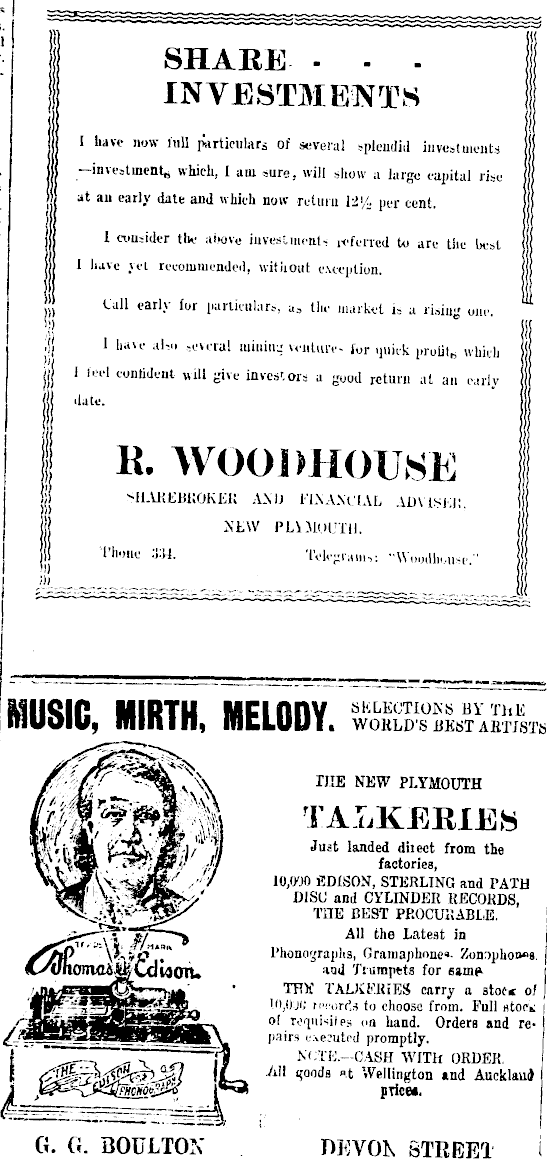 SHARE - - -
INVESTMENTS
I have now full particulars of several splendid investments
—investments which, I am sure, will show a large capital rise
at an early date and which now return 12½ per cent.
I consider the above investments referred to are the best
I have yet recommended, without exception.
Call early for particulars, as the market is a rising one.
I have also several mining ventures for quick profits which
I feel confident will give investors a good return at an early
date.
R. WOODHOUSE
SHAREBROKER AND FINANCIAL ADVISER,
NEW PLYMOUTH.
Phone 334. Telegrams: "Woodhouse."
MUSIC, MIRTH, MELODY. SELECTIONS BY THE
WORLD'S BEST ARTISTS
TRADE MARK
Thomas A Edison
THE
EDISON
PHONOGRAPH
THE NEW PLYMOUTH
TALKERIES
Just landed direct from the
factories,
10,000 EDISON, STERLING and PATH
DISC and CYLINDER RECORDS,
THE BEST PROCURABLE.
All the Latest in
Phonographs, Gramaphones, Zonophones,
and Trumpets for same
THE TALKERIES carry a stock of
10,000 records to choose from. Full stock
of requisites on hand. Orders and re-
pairs executed promptly.
NOTE.—CASH WITH ORDER.
All goods at Wellington and Auckland
prices.
G. G. BOULTON DEVON STREET